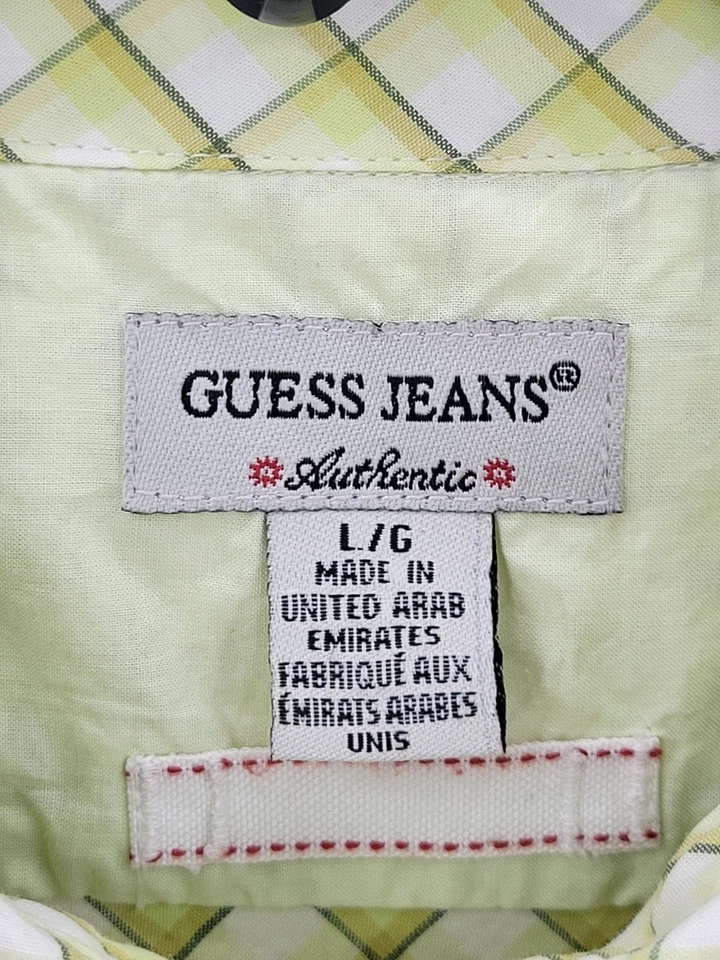 GUESS JEANS®
Authentic
L/G
MADE IN
UNITED ARAB
EMIRATES
FABRIQUÉ AUX
ÉMIRATS ARABES
UNIS